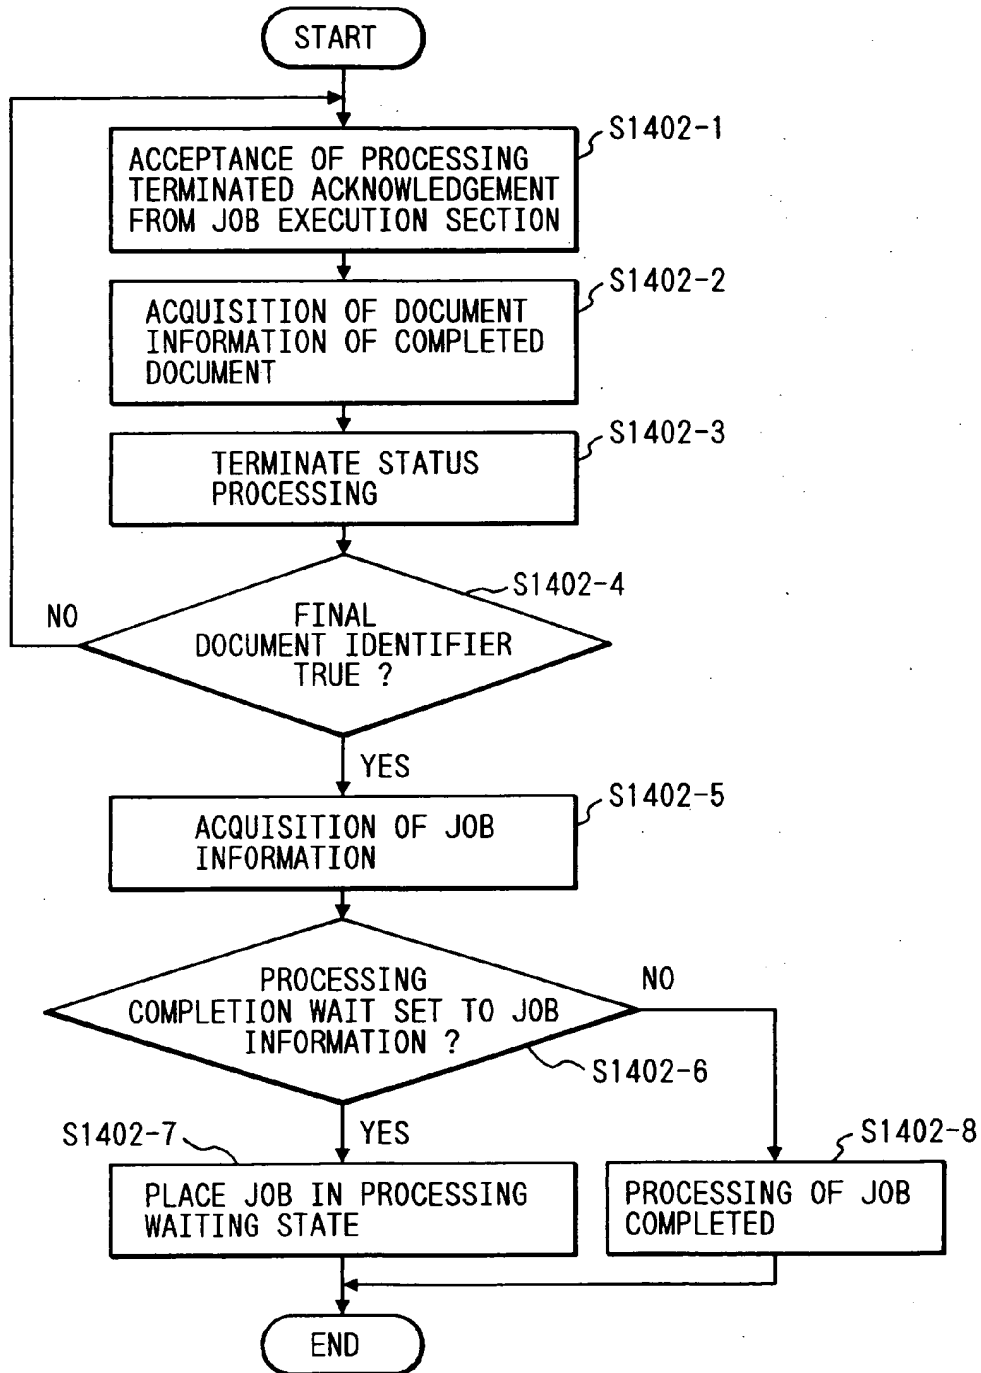 START
S1402-1
ACCEPTANCE OF PROCESSING
TERMINATED ACKNOWLEDGEMENT
FROM JOB EXECUTION SECTION
S1402-2
ACQUISITION OF DOCUMENT
INFORMATION OF COMPLETED
DOCUMENT
S1402-3
TERMINATE STATUS
PROCESSING
S1402-4
NO
FINAL
DOCUMENT IDENTIFIER
TRUE ?
YES
S1402-5
ACQUISITION OF JOB
INFORMATION
PROCESSING
COMPLETION WAIT SET TO JOB
INFORMATION ?
NO
S1402-6
YES
S1402-7
PLACE JOB IN PROCESSING
WAITING STATE
S1402-8
PROCESSING OF JOB
COMPLETED
END